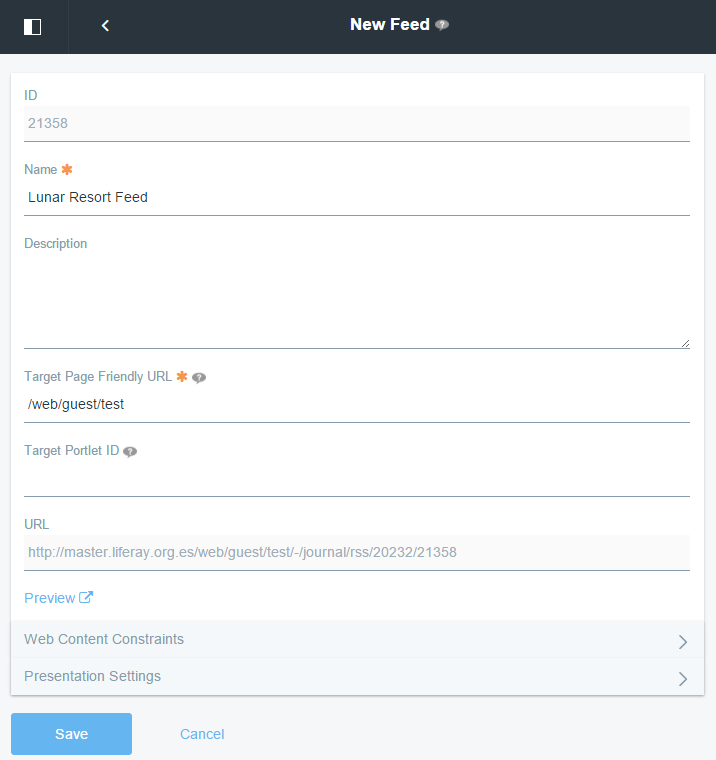 New Feed
ID
21358
Name ✱
Lunar Resort Feed
Description
Target Page Friendly URL ✱ ?
/web/guest/test
Target Portlet ID ?
URL
http://master.liferay.org.es/web/guest/test/-/journal/rss/20232/21358
Preview
Web Content Constraints
Presentation Settings
Save Cancel